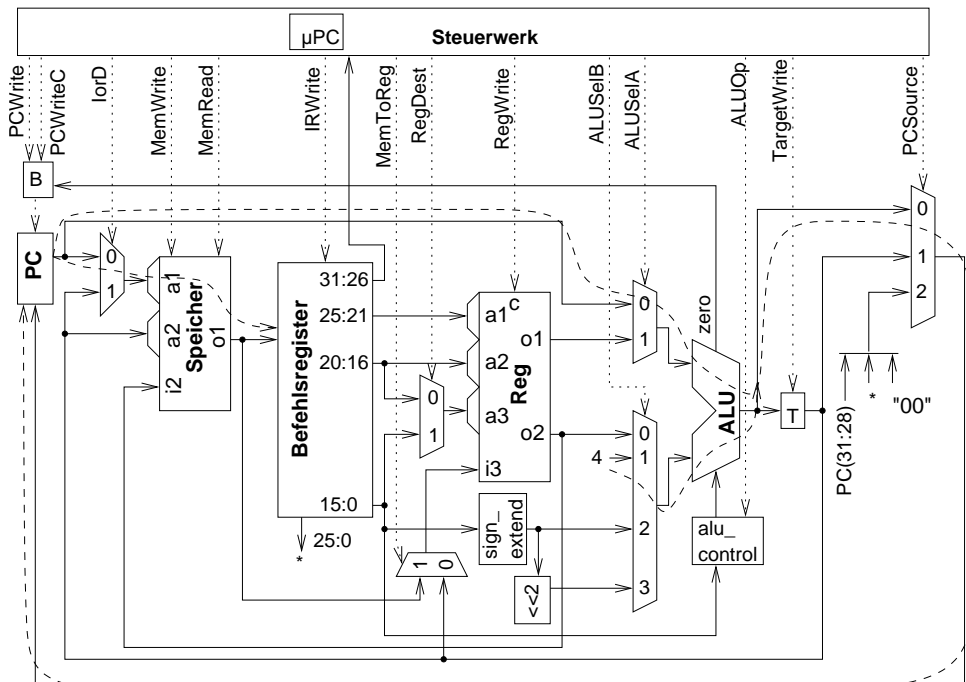 µPC
Steuerwerk
PCWrite
PCWriteC
IorD
MemWrite
MemRead
IRWrite
MemToReg
RegDest
RegWrite
ALUSelB
ALUSelA
ALUOp
TargetWrite
PCSource
B
PC
0
1
a1
a2
i2
o1
Speicher
Befehlsregister
31:26
25:21
20:16
15:0
* 25:0
0
1
1
0
a1
c
a2
a3
i3
o1
o2
Reg
sign_
extend
<<2
0
1
4
0
1
2
3
zero
ALU
alu_
control
T
0
1
2
PC(31:28)
*
"00"